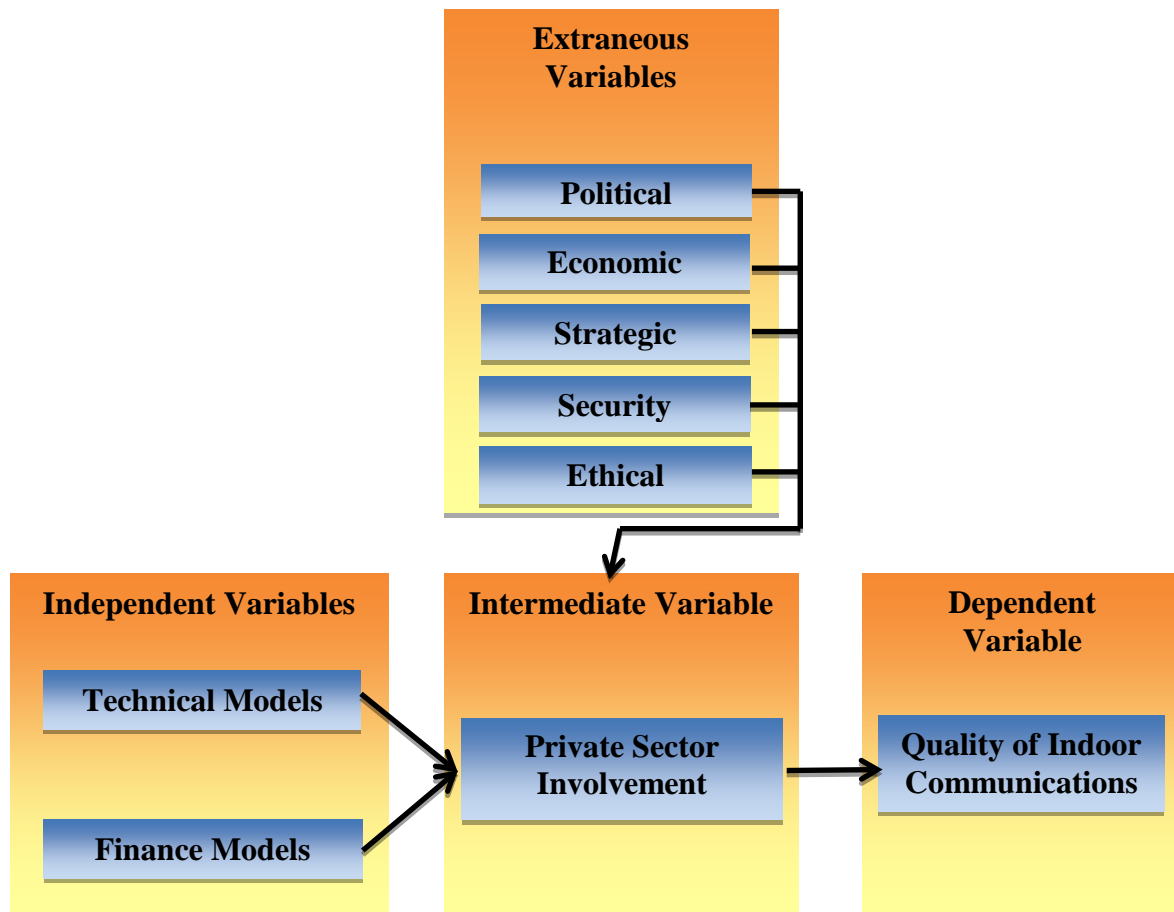 Extraneous
Variables
Political
Economic
Strategic
Security
Ethical
Independent Variables
Technical Models
Finance Models
Intermediate Variable
Private Sector
Involvement
Dependent
Variable
Quality of Indoor
Communications